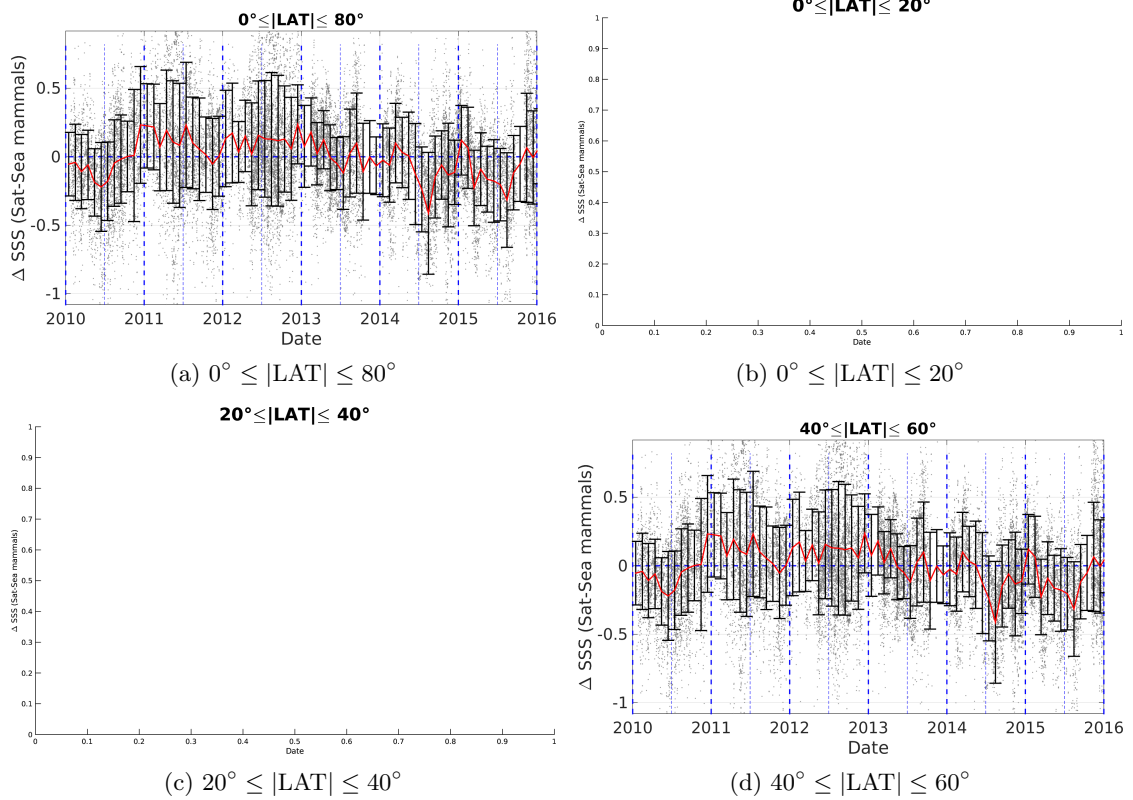 0°≤|LAT|≤ 80°
Δ SSS (Sat-Sea mammals)
0.5
0
-0.5
-1
2010 2011 2012 2013 2014 2015 2016
Date
(a) 0° ≤ |LAT| ≤ 80°
0°≤|LAT|≤ 20°
Δ SSS (Sat-Sea mammals)
1
0.9
0.8
0.7
0.6
0.5
0.4
0.3
0.2
0.1
0
0 0.1 0.2 0.3 0.4 0.5 0.6 0.7 0.8 0.9 1
Date
(b) 0° ≤ |LAT| ≤ 20°
20°≤|LAT|≤ 40°
Δ SSS (Sat-Sea mammals)
1
0.9
0.8
0.7
0.6
0.5
0.4
0.3
0.2
0.1
0
0 0.1 0.2 0.3 0.4 0.5 0.6 0.7 0.8 0.9 1
Date
(c) 20° ≤ |LAT| ≤ 40°
40°≤|LAT|≤ 60°
Δ SSS (Sat-Sea mammals)
0.5
0
-0.5
-1
2010 2011 2012 2013 2014 2015 2016
Date
(d) 40° ≤ |LAT| ≤ 60°